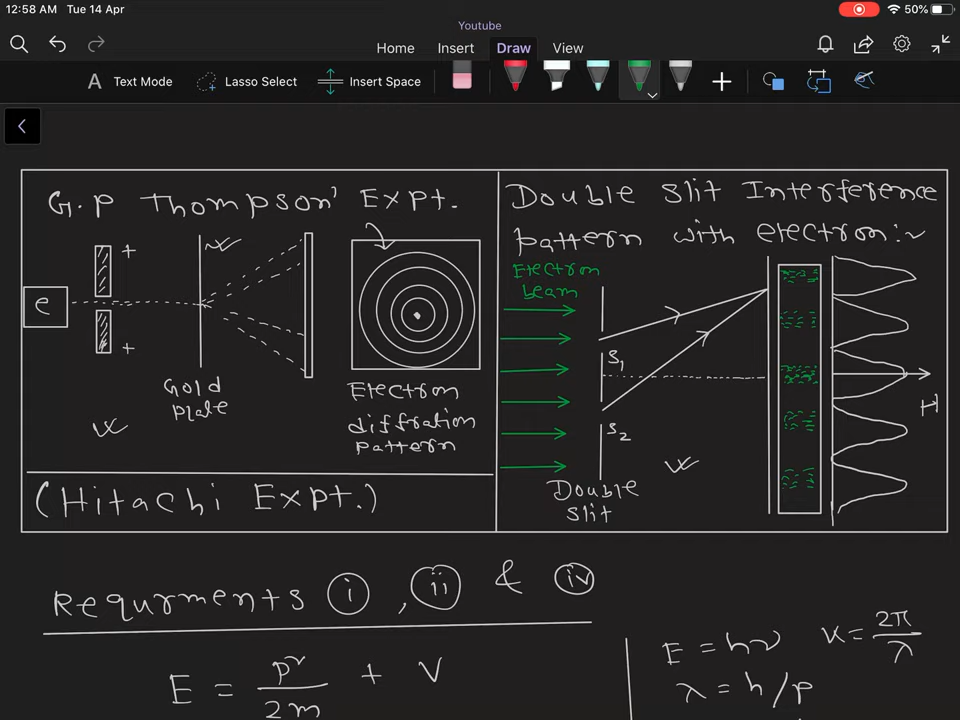 12:58 AM Tue 14 Apr
50%
Youtube
Home Insert Draw View
A Text Mode Lasso Select Insert Space
G.P Thompson' Expt.
+
e
+
Gold
Plate
Electron
diffration
Pattern
(Hitachi Expt.)
Double Slit Interference
pattern with electron:~
Electron
beam
S1
S2
Double
slit
Requrments i , ii & iv
E = p²/2m + V
E = hν K = 2π/λ
λ = h/p